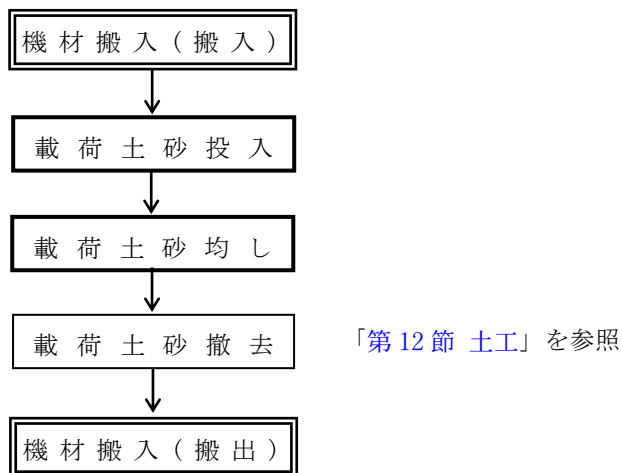 機材搬入(搬入)
載荷土砂投入
載荷土砂均し
載荷土砂撤去 「第12節 土工」を参照
機材搬入(搬出)